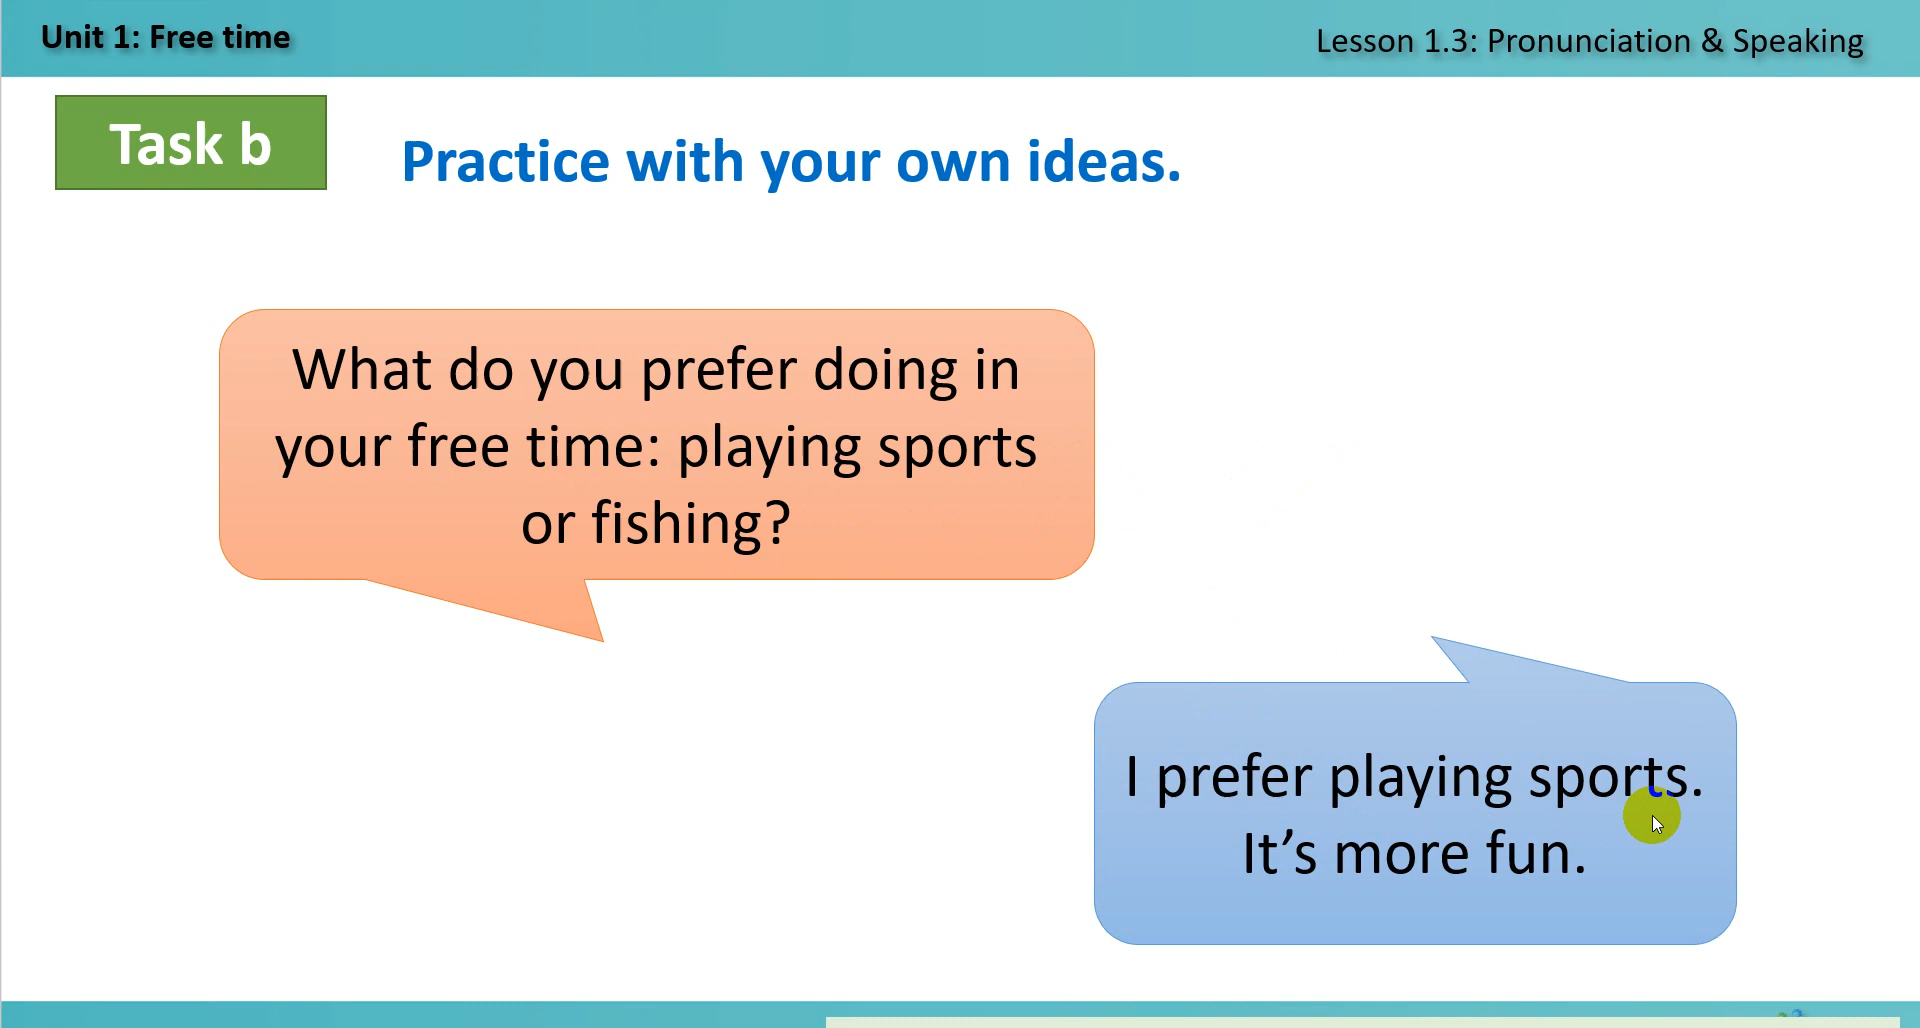 Unit 1: Free time
Lesson 1.3: Pronunciation & Speaking
Task b
Practice with your own ideas.
What do you prefer doing in
your free time: playing sports
or fishing?
I prefer playing sports.
It’s more fun.